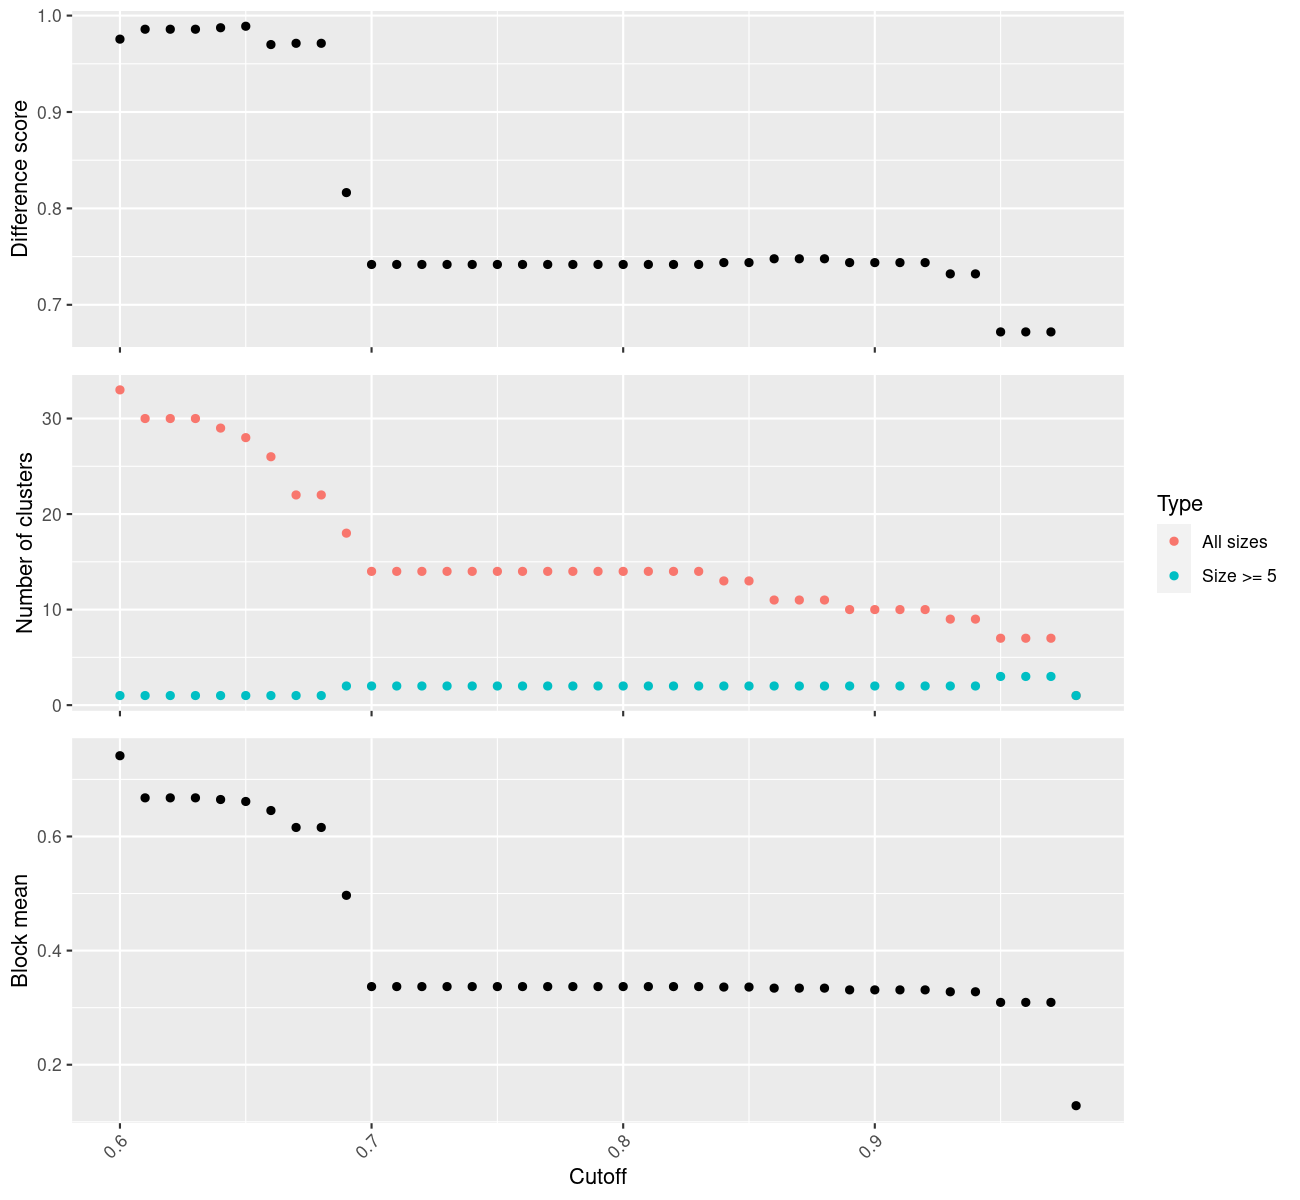 Difference score
1.0
0.9
0.8
0.7
Number of clusters
30
20
10
0
Type
All sizes
Size >= 5
Block mean
0.6
0.4
0.2
0.6
0.7
0.8
0.9
Cutoff